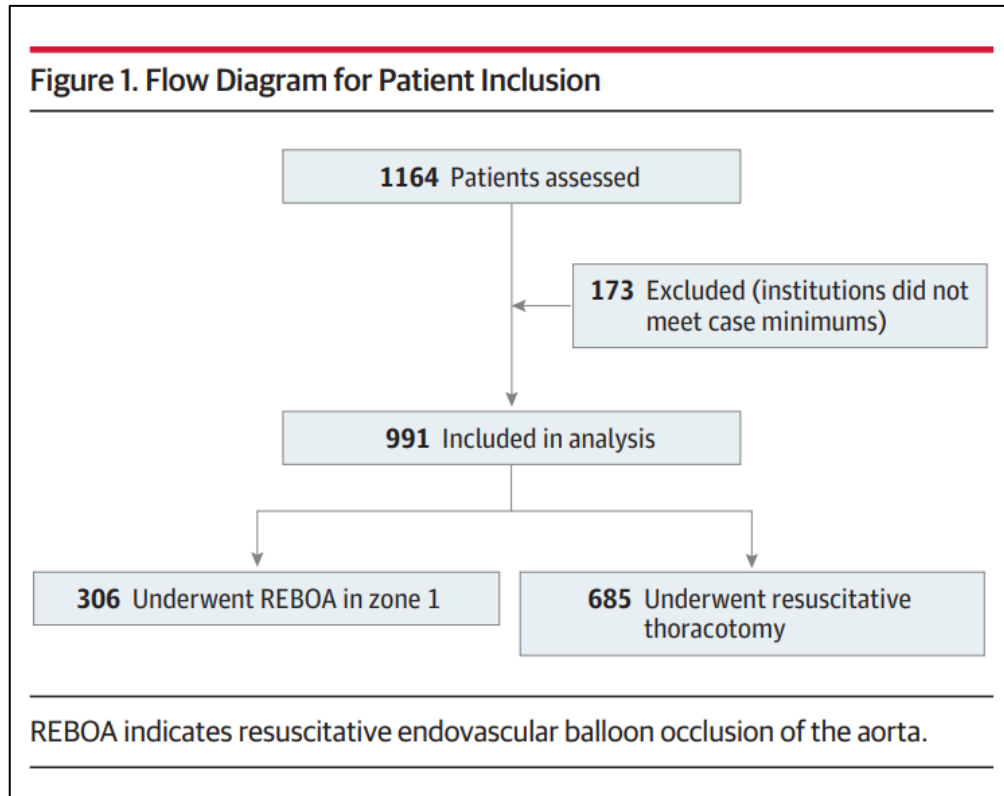 Figure 1. Flow Diagram for Patient Inclusion
1164 Patients assessed
173 Excluded (institutions did not
meet case minimums)
991 Included in analysis
306 Underwent REBOA in zone 1
685 Underwent resuscitative
thoracotomy
REBOA indicates resuscitative endovascular balloon occlusion of the aorta.